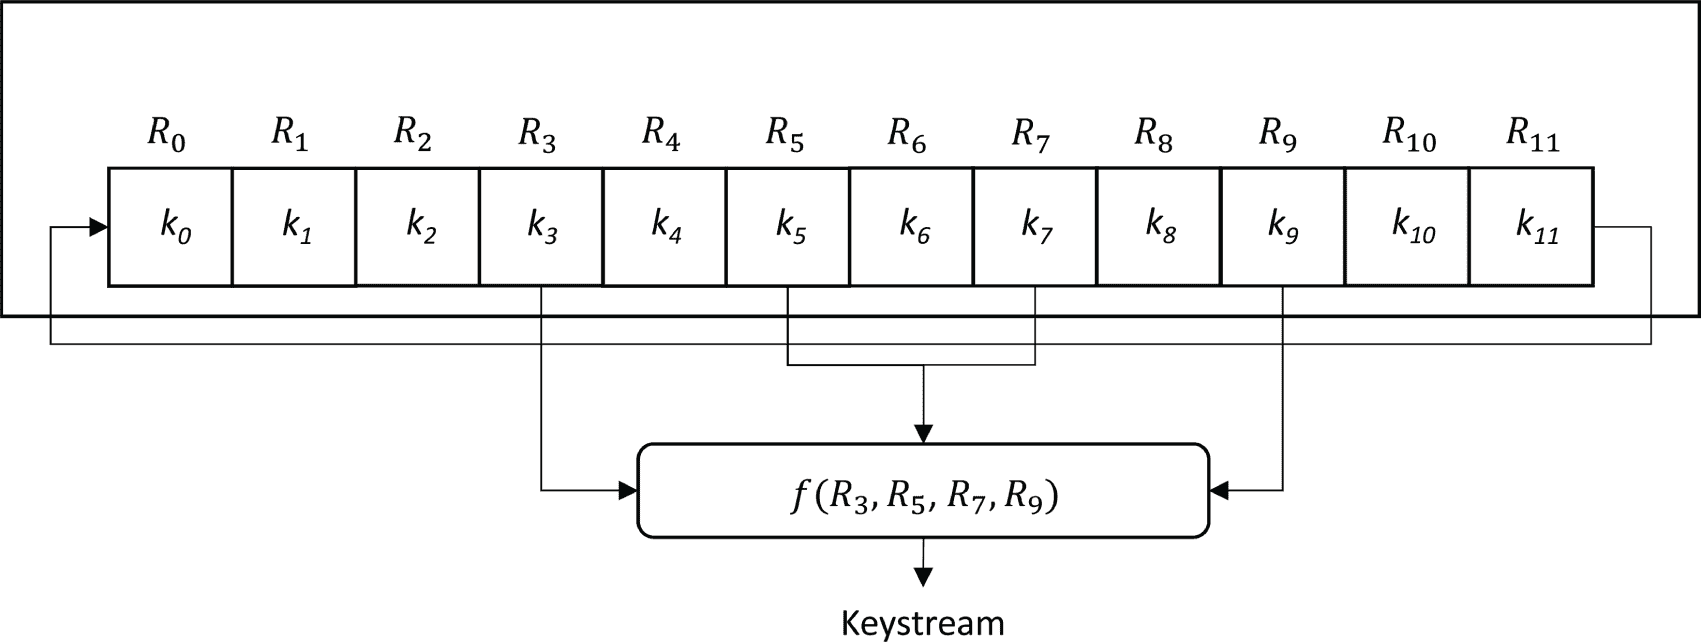 R₀ R₁ R₂ R₃ R₄ R₅ R₆ R₇ R₈ R₉ R₁₀ R₁₁
k₀ k₁ k₂ k₃ k₄ k₅ k₆ k₇ k₈ k₉ k₁₀ k₁₁
f(R₃, R₅, R₇, R₉)
Keystream